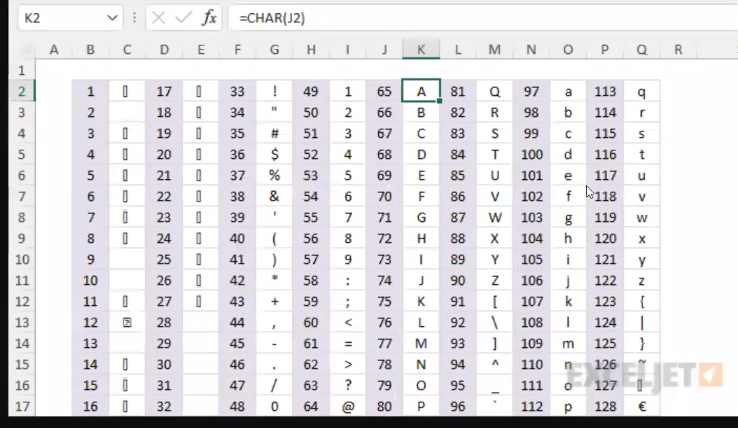 K2 fx =CHAR(J2)
A B C D E F G H I J K L M N O P Q R
1
2 1 17 33 ! 49 1 65 A 81 Q 97 a 113 q
3 2 18 34 " 50 2 66 B 82 R 98 b 114 r
4 3 19 35 # 51 3 67 C 83 S 99 c 115 s
5 4 20 36 $ 52 4 68 D 84 T 100 d 116 t
6 5 21 37 % 53 5 69 E 85 U 101 e 117 u
7 6 22 38 & 54 6 70 F 86 V 102 f 118 v
8 7 23 39 ' 55 7 71 G 87 W 103 g 119 w
9 8 24 40 ( 56 8 72 H 88 X 104 h 120 x
10 9 25 41 ) 57 9 73 I 89 Y 105 i 121 y
11 10 26 42 * 58 : 74 J 90 Z 106 j 122 z
12 11 27 43 + 59 ; 75 K 91 [ 107 k 123 {
13 12 28 44 , 60 < 76 L 92 \ 108 l 124 |
14 13 29 45 - 61 = 77 M 93 ] 109 m 125 }
15 14 30 46 . 62 > 78 N 94 ^ 110 n 126 ~
16 15 31 47 / 63 ? 79 O 95 _ 111 o 127
17 16 32 48 0 64 @ 80 P 96 ` 112 p 128 €
EXCELJET